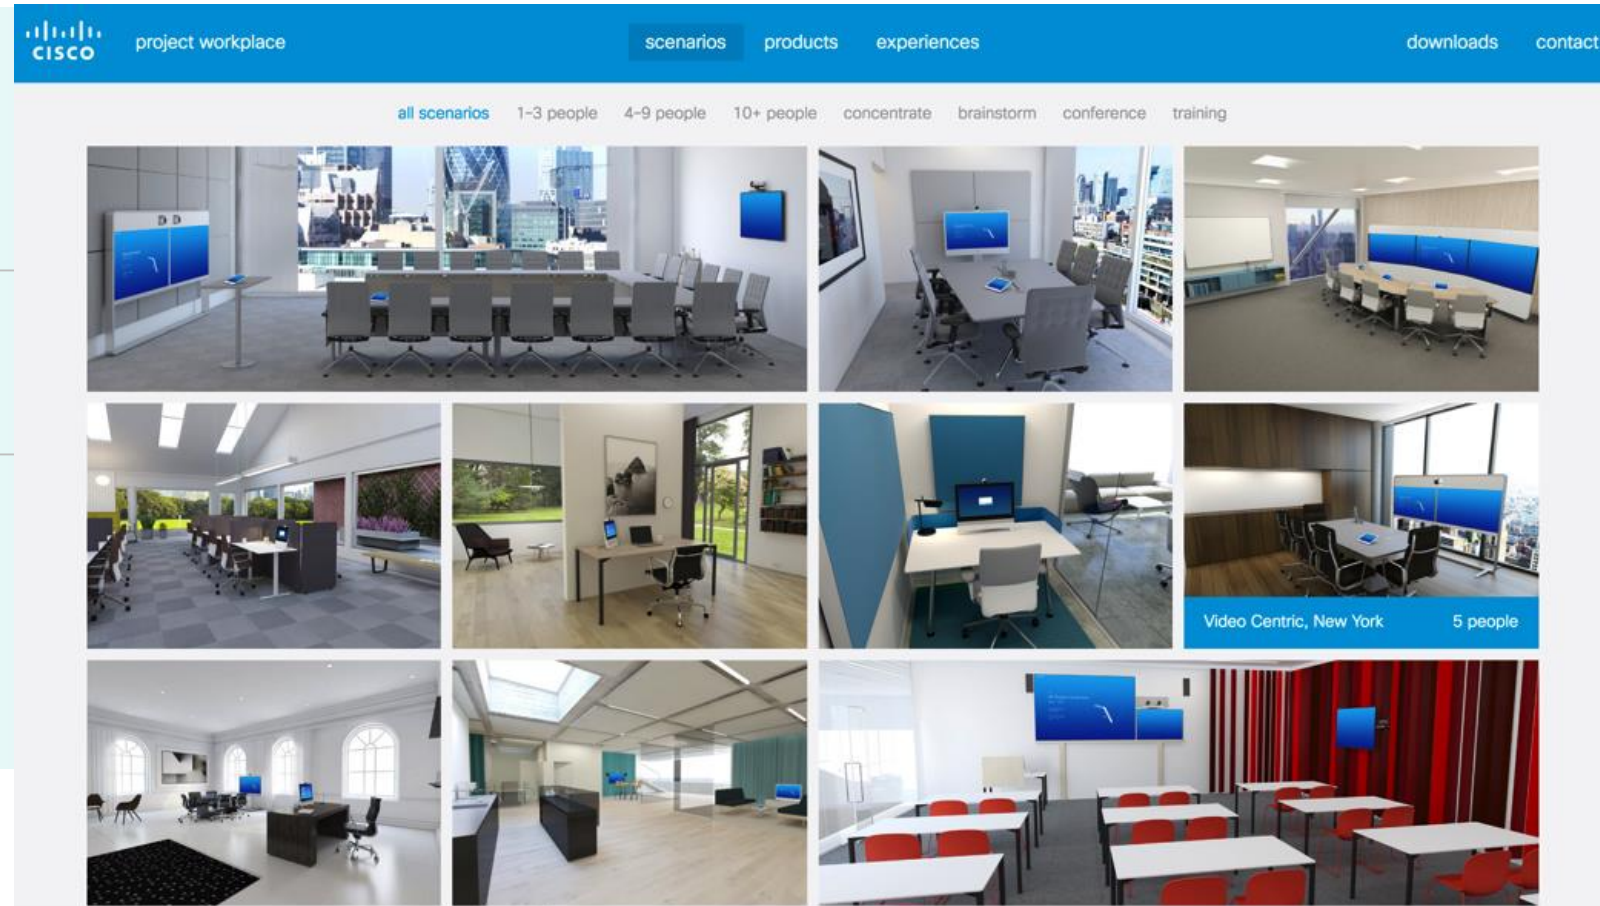 CISCO project workplace scenarios products experiences downloads contact
all scenarios 1-3 people 4-9 people 10+ people concentrate brainstorm conference training
Video Centric, New York 5 people